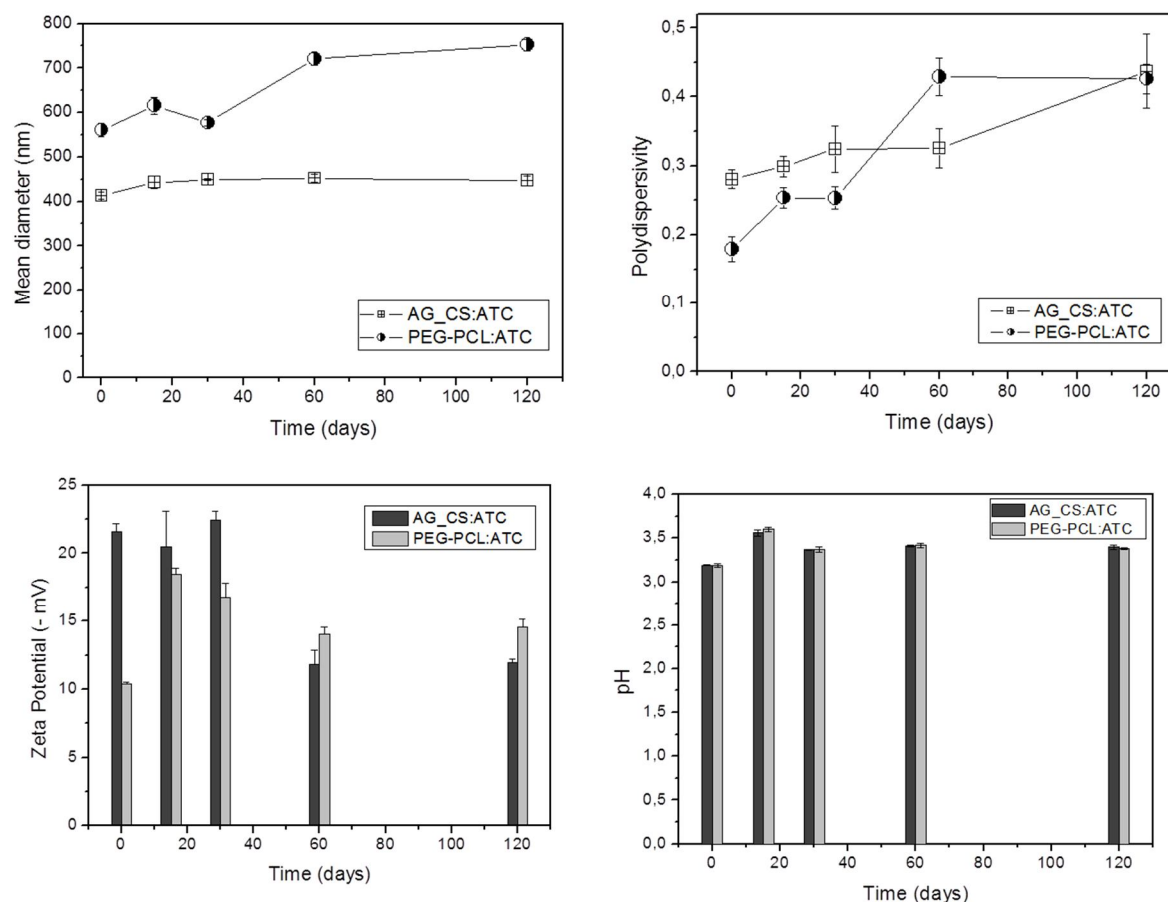 800
700
600
500
400
300
200
100
0
Mean diameter (nm)
AG_CS:ATC
PEG-PCL:ATC
0 20 40 60 80 100 120
Time (days)
0,5
0,4
0,3
0,2
0,1
0,0
Polydispersivity
AG_CS:ATC
PEG-PCL:ATC
0 20 40 60 80 100 120
Time (days)
25
20
15
10
5
0
Zeta Potential (- mV)
AG_CS:ATC
PEG-PCL:ATC
0 20 40 60 80 100 120
Time (days)
4,0
3,5
3,0
2,5
2,0
1,5
1,0
0,5
0,0
pH
AG_CS:ATC
PEG-PCL:ATC
0 20 40 60 80 100 120
Time (days)